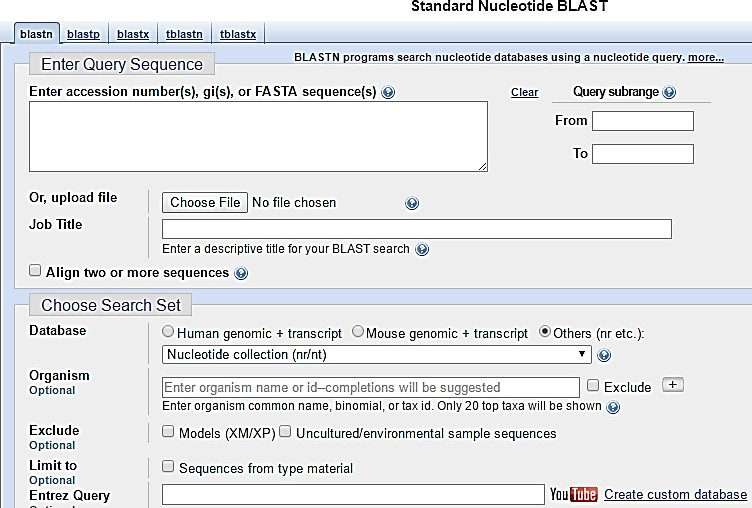 Standard Nucleotide BLAST
blastn blastp blastx tblastn tblastx
BLASTN programs search nucleotide databases using a nucleotide query. more...
Enter Query Sequence
Enter accession number(s), gi(s), or FASTA sequence(s) Clear Query subrange
From
To
Or, upload file Choose File No file chosen
Job Title
Enter a descriptive title for your BLAST search
Align two or more sequences
Choose Search Set
Database Human genomic + transcript Mouse genomic + transcript Others (nr etc.):
Nucleotide collection (nr/nt)
Organism
Optional
Enter organism name or id--completions will be suggested Exclude +
Enter organism common name, binomial, or tax id. Only 20 top taxa will be shown
Exclude
Optional
Models (XM/XP) Uncultured/environmental sample sequences
Limit to
Optional
Sequences from type material
Entrez Query YouTube Create custom database